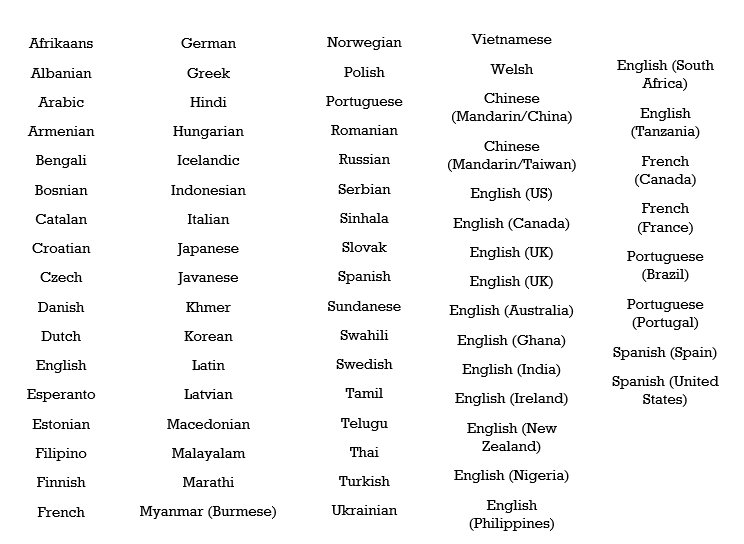 Afrikaans
Albanian
Arabic
Armenian
Bengali
Bosnian
Catalan
Croatian
Czech
Danish
Dutch
English
Esperanto
Estonian
Filipino
Finnish
French
German
Greek
Hindi
Hungarian
Icelandic
Indonesian
Italian
Japanese
Javanese
Khmer
Korean
Latin
Latvian
Macedonian
Malayalam
Marathi
Myanmar (Burmese)
Norwegian
Polish
Portuguese
Romanian
Russian
Serbian
Sinhala
Slovak
Spanish
Sundanese
Swahili
Swedish
Tamil
Telugu
Thai
Turkish
Ukrainian
Vietnamese
Welsh
Chinese
(Mandarin/China)
Chinese
(Mandarin/Taiwan)
English (US)
English (Canada)
English (UK)
English (UK)
English (Australia)
English (Ghana)
English (India)
English (Ireland)
English (New
Zealand)
English (Nigeria)
English
(Philippines)
English (South
Africa)
English
(Tanzania)
French
(Canada)
French
(France)
Portuguese
(Brazil)
Portuguese
(Portugal)
Spanish (Spain)
Spanish (United
States)